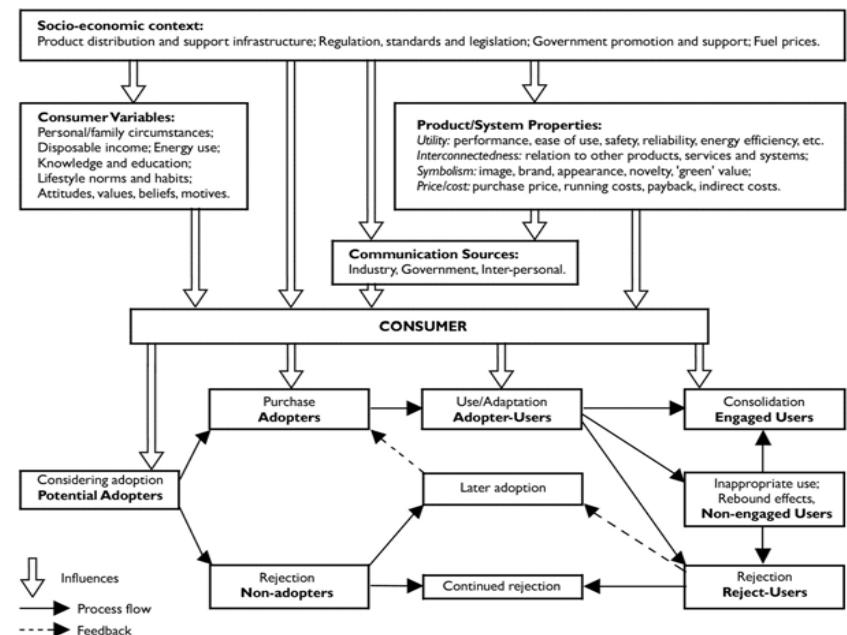 Socio-economic context:
Product distribution and support infrastructure; Regulation, standards and legislation; Government promotion and support; Fuel prices.
Consumer Variables:
Personal/family circumstances;
Disposable income; Energy use;
Knowledge and education;
Lifestyle norms and habits;
Attitudes, values, beliefs, motives.
Product/System Properties:
Utility: performance, ease of use, safety, reliability, energy efficiency, etc.
Interconnectedness: relation to other products, services and systems;
Symbolism: image, brand, appearance, novelty, 'green' value;
Price/cost: purchase price, running costs, payback, indirect costs.
Communication Sources:
Industry, Government, Inter-personal.
CONSUMER
Purchase
Adopters
Use/Adaptation
Adopter-Users
Consolidation
Engaged Users
Considering adoption
Potential Adopters
Later adoption
Inappropriate use;
Rebound effects,
Non-engaged Users
Rejection
Non-adopters
Continued rejection
Rejection
Reject-Users
Influences
Process flow
Feedback